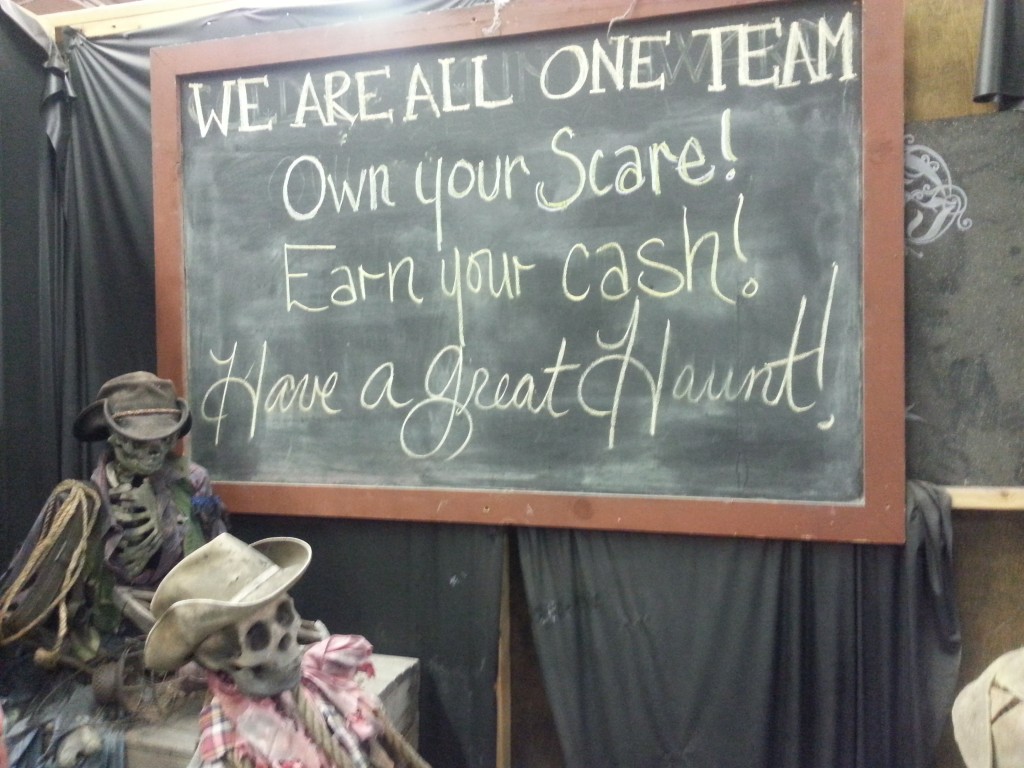 WE ARE ALL ONE TEAM
Own your Scare!
Earn your cash!
Have a great Haunt!